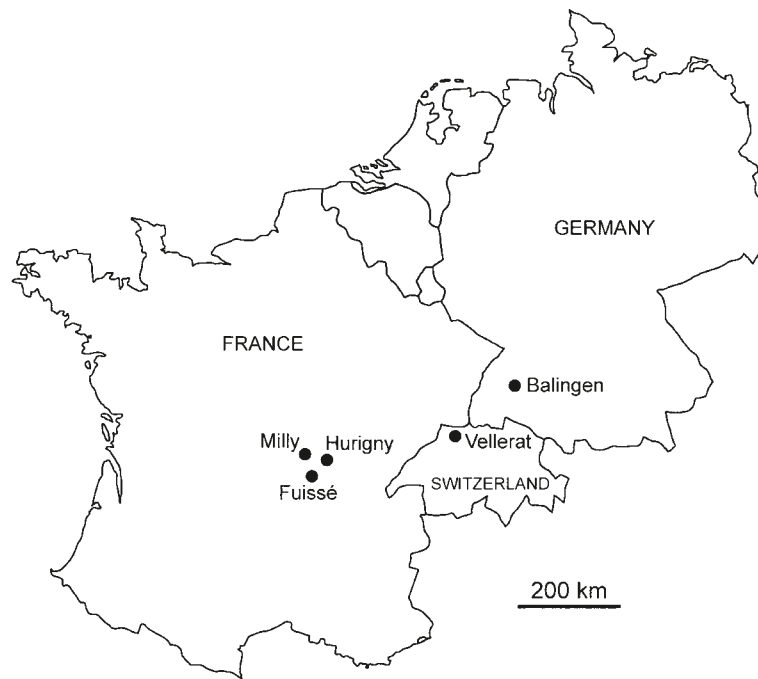 GERMANY
FRANCE
Balingen
Milly
Hurigny
Vellerat
Fuissé
SWITZERLAND
200 km